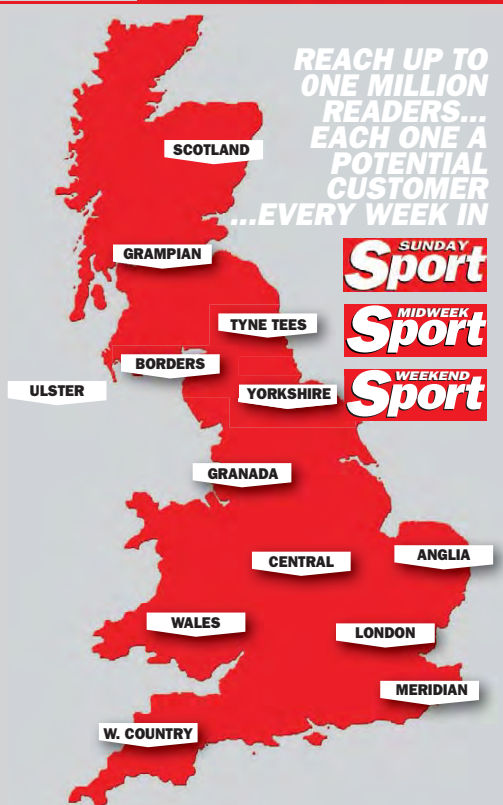 REACH UP TO
ONE MILLION
READERS...
EACH ONE A
POTENTIAL
CUSTOMER
...EVERY WEEK IN
SUNDAY
Sport
MIDWEEK
Sport
WEEKEND
Sport
SCOTLAND
GRAMPIAN
TYNE TEES
BORDERS
ULSTER
YORKSHIRE
GRANADA
CENTRAL
ANGLIA
WALES
LONDON
MERIDIAN
W. COUNTRY